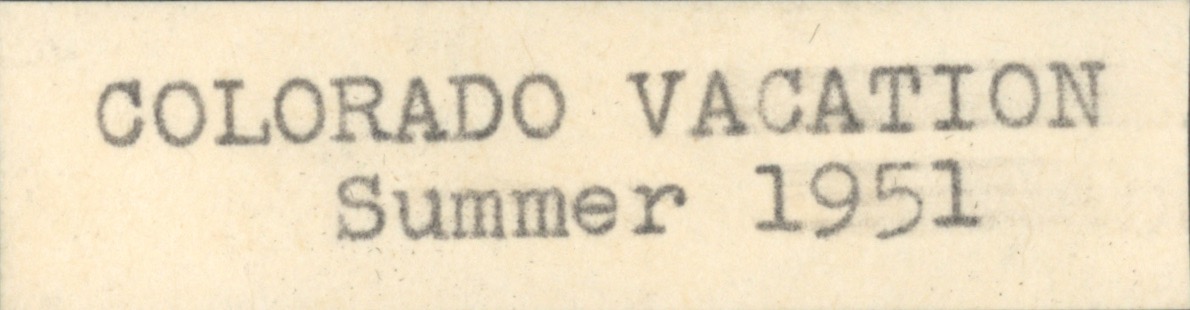 COLORADO VACATION
Summer 1951